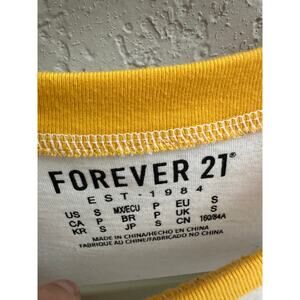 FOREVER 21®
EST·1984
US S MX/ECU P EU S
CA P BR P UK S
KR S JP S CN 160/84A
MADE IN CHINA/HECHO EN CHINA
FABRIQUE AU CHINE/FABRICADO NO CHINA